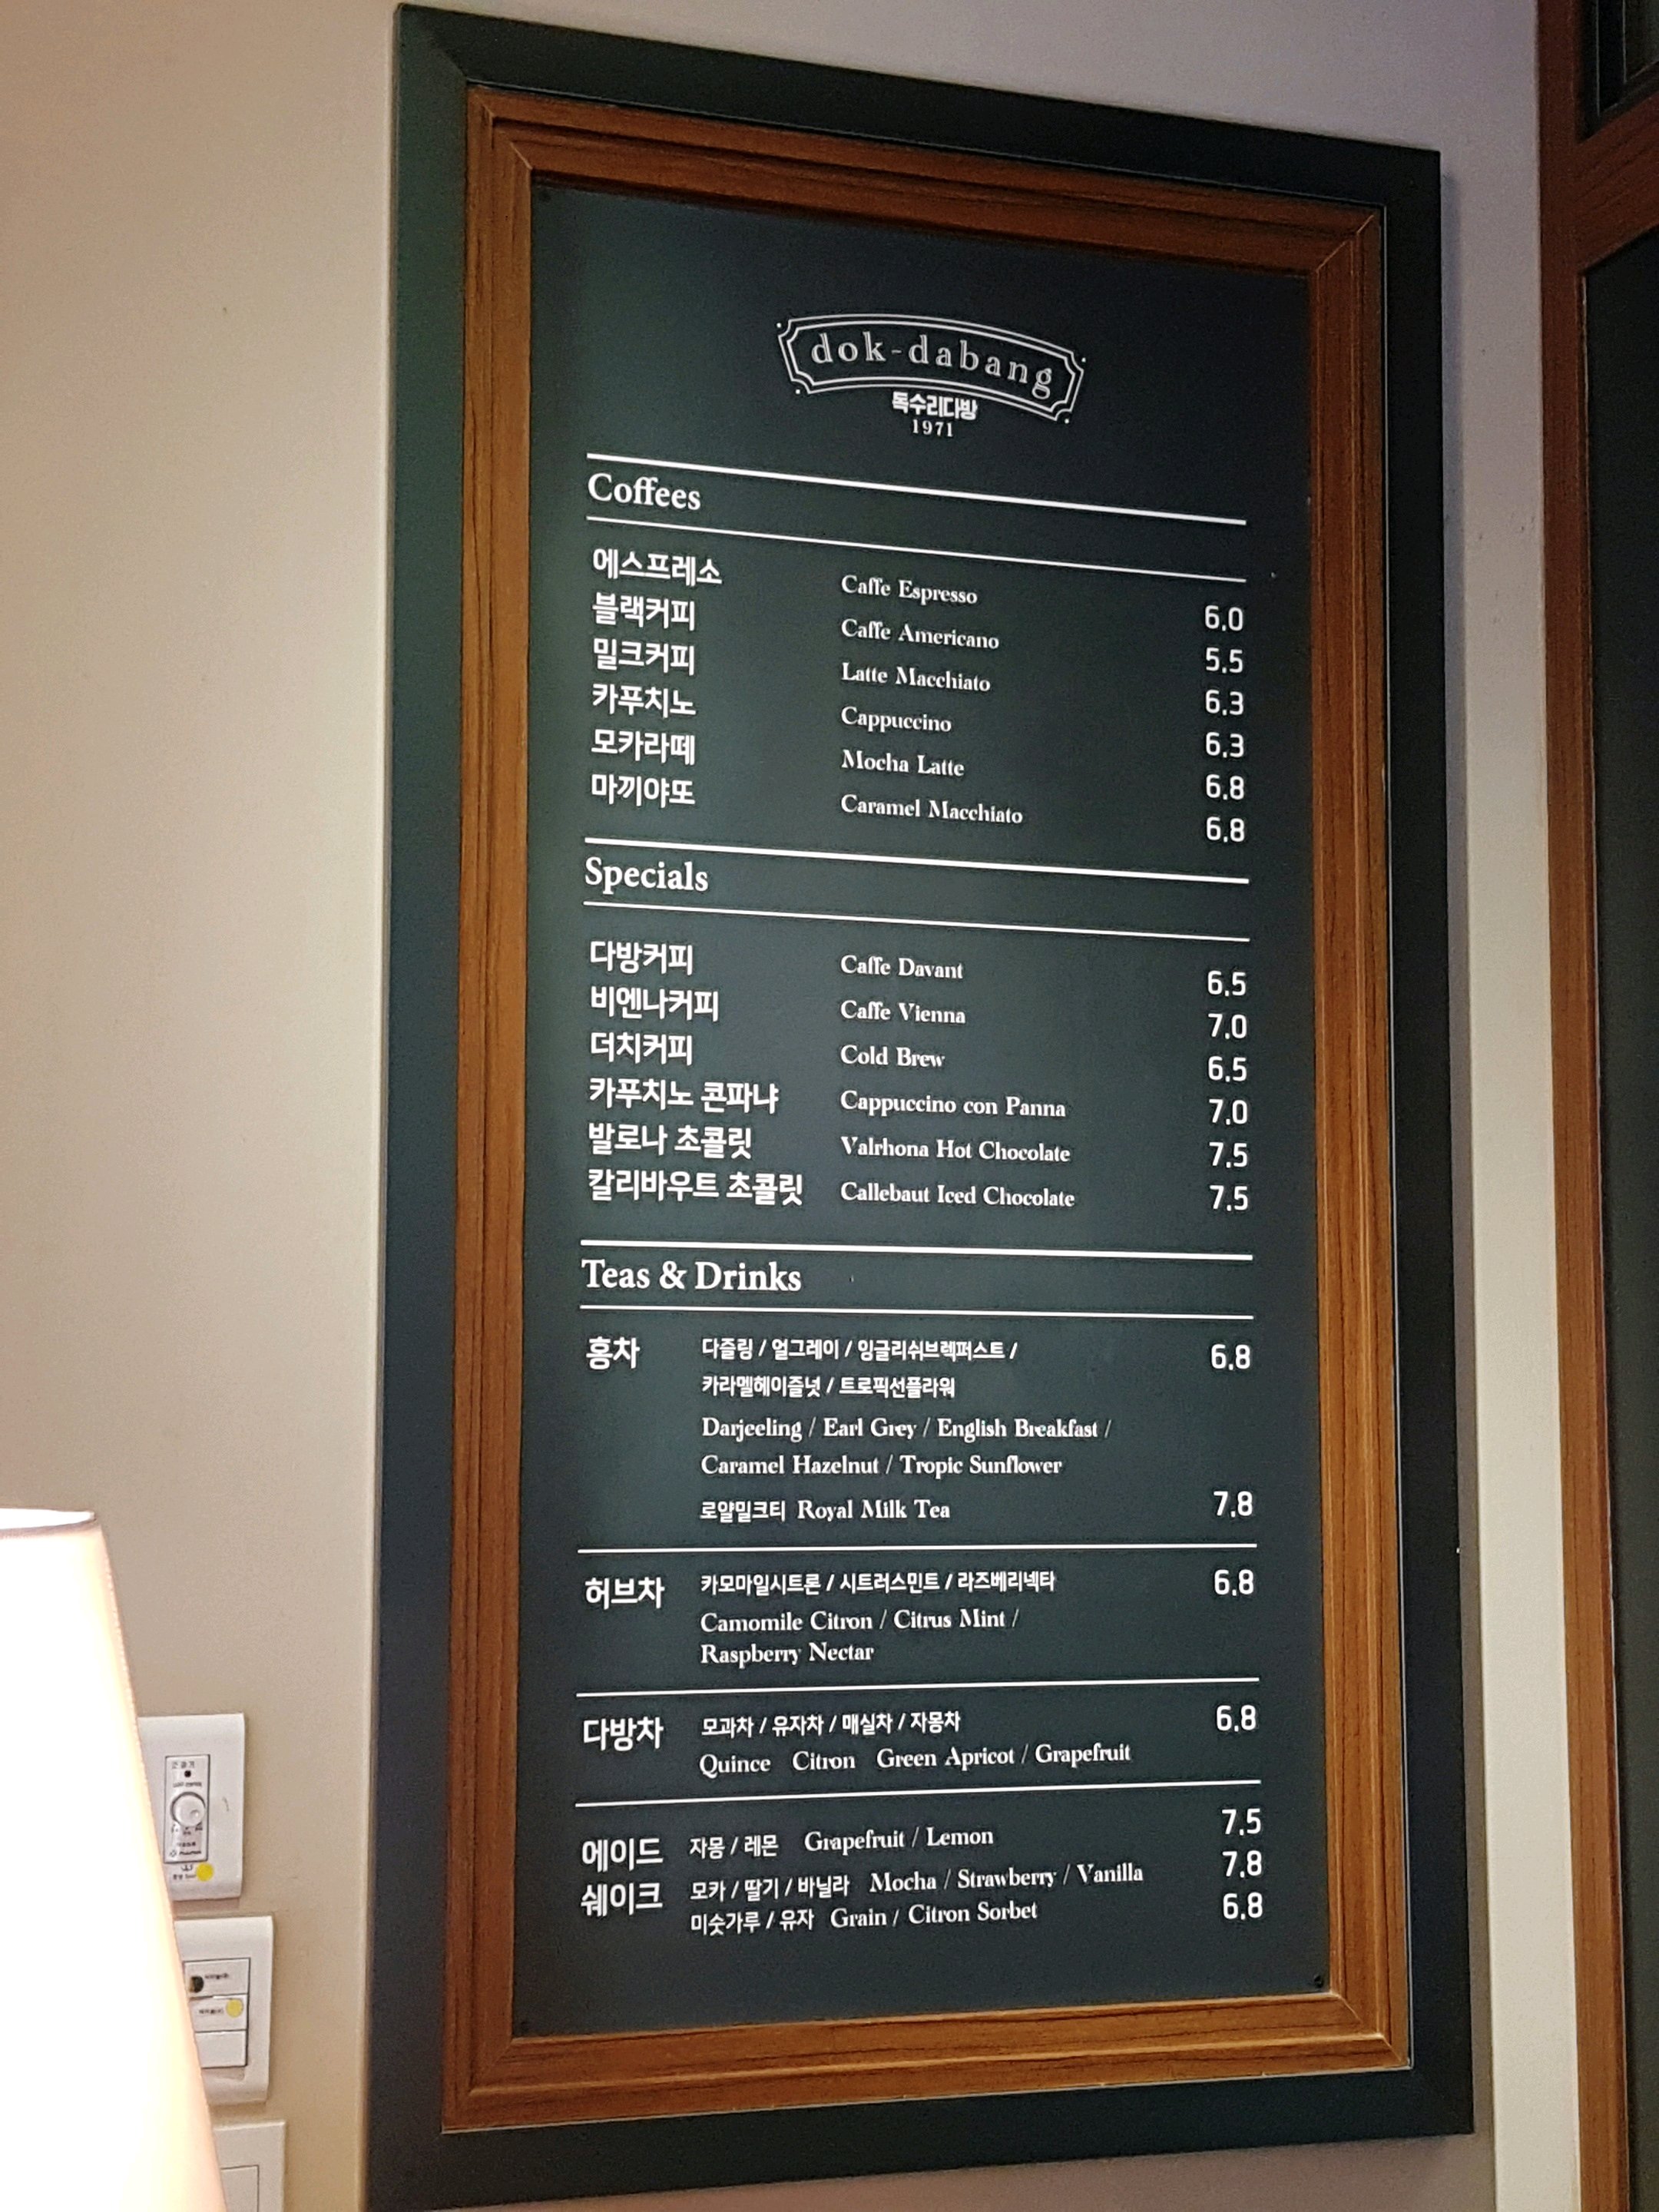 dok-dabang
독수리다방
1971
Coffees
에스프레소 Caffe Espresso 6.0
블랙커피 Caffe Americano 5.5
밀크커피 Latte Macchiato 6.3
카푸치노 Cappuccino 6.3
모카라떼 Mocha Latte 6.8
마끼야또 Caramel Macchiato 6.8
Specials
다방커피 Caffe Davant 6.5
비엔나커피 Caffe Vienna 7.0
더치커피 Cold Brew 6.5
카푸치노 콘파냐 Cappuccino con Panna 7.0
발로나 초콜릿 Valrhona Hot Chocolate 7.5
칼리바우트 초콜릿 Callebaut Iced Chocolate 7.5
Teas & Drinks
홍차 다즐링 / 얼그레이 / 잉글리쉬브렉퍼스트 / 6.8
카라멜헤이즐넛 / 트로픽선플라워
Darjeeling / Earl Grey / English Breakfast /
Caramel Hazelnut / Tropic Sunflower
로얄밀크티 Royal Milk Tea 7.8
허브차 카모마일시트론 / 시트러스민트 / 라즈베리넥타 6.8
Camomile Citron / Citrus Mint /
Raspberry Nectar
다방차 모과차 / 유자차 / 매실차 / 자몽차 6.8
Quince Citron Green Apricot / Grapefruit
에이드 자몽 / 레몬 Grapefruit / Lemon 7.5
쉐이크 모카 / 딸기 / 바닐라 Mocha / Strawberry / Vanilla 7.8
미숫가루 / 유자 Grain / Citron Sorbet 6.8